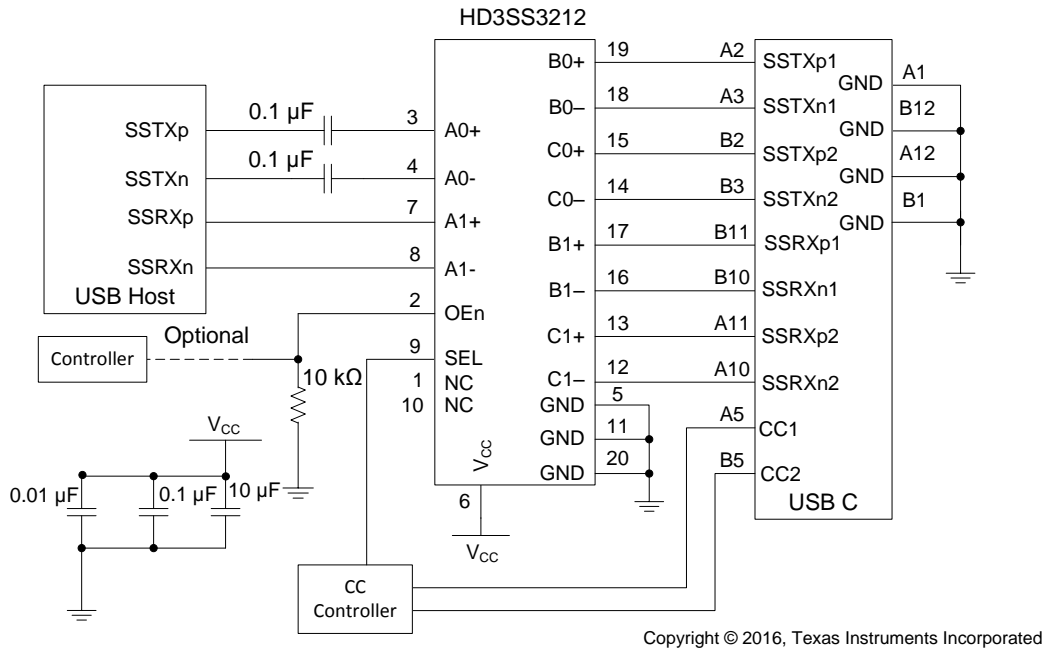 HD3SS3212
USB Host
SSTXp
SSTXn
SSRXp
SSRXn
0.1 µF
0.1 µF
3
4
7
8
2
9
1
10
A0+
A0-
A1+
A1-
OEn
SEL
NC
NC
V_CC
6
V_CC
B0+
B0–
C0+
C0–
B1+
B1–
C1+
C1–
GND
GND
GND
19
18
15
14
17
16
13
12
5
11
20
A2
A3
B2
B3
B11
B10
A11
A10
A5
B5
SSTXp1
SSTXn1
SSTXp2
SSTXn2
SSRXp1
SSRXn1
SSRXp2
SSRXn2
CC1
CC2
USB C
GND
GND
GND
GND
A1
B12
A12
B1
Controller
Optional
10 kΩ
V_CC
0.01 µF
0.1 µF
10 µF
CC
Controller
Copyright © 2016, Texas Instruments Incorporated